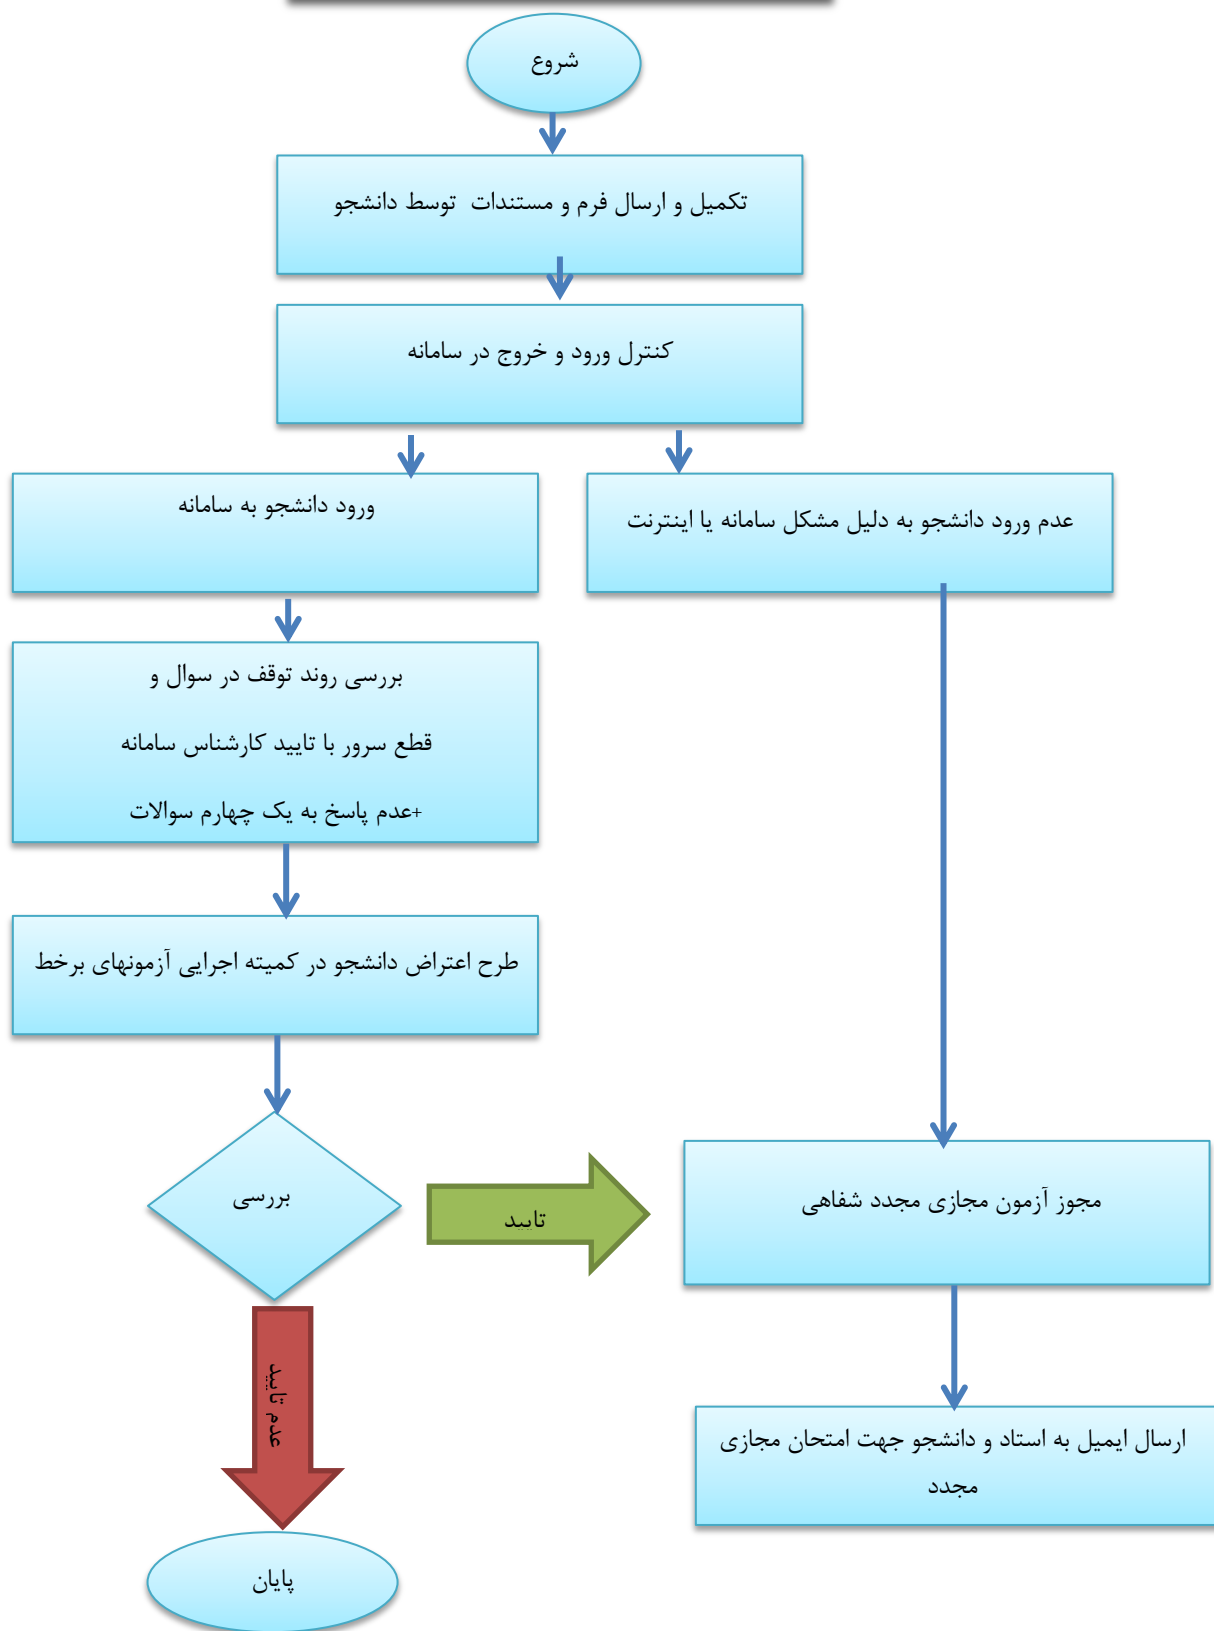 شروع
تکمیل و ارسال فرم و مستندات توسط دانشجو
کنترل ورود و خروج در سامانه
عدم ورود دانشجو به دلیل مشکل سامانه یا اینترنت
ورود دانشجو به سامانه
بررسی روند توقف در سوال و
قطع سرور با تایید کارشناس سامانه
+عدم پاسخ به یک چهارم سوالات
طرح اعتراض دانشجو در کمیته اجرایی آزمونهای برخط
بررسی
تایید
مجوز آزمون مجازی مجدد شفاهی
عدم تایید
ارسال ایمیل به استاد و دانشجو جهت امتحان مجازی
مجدد
پایان